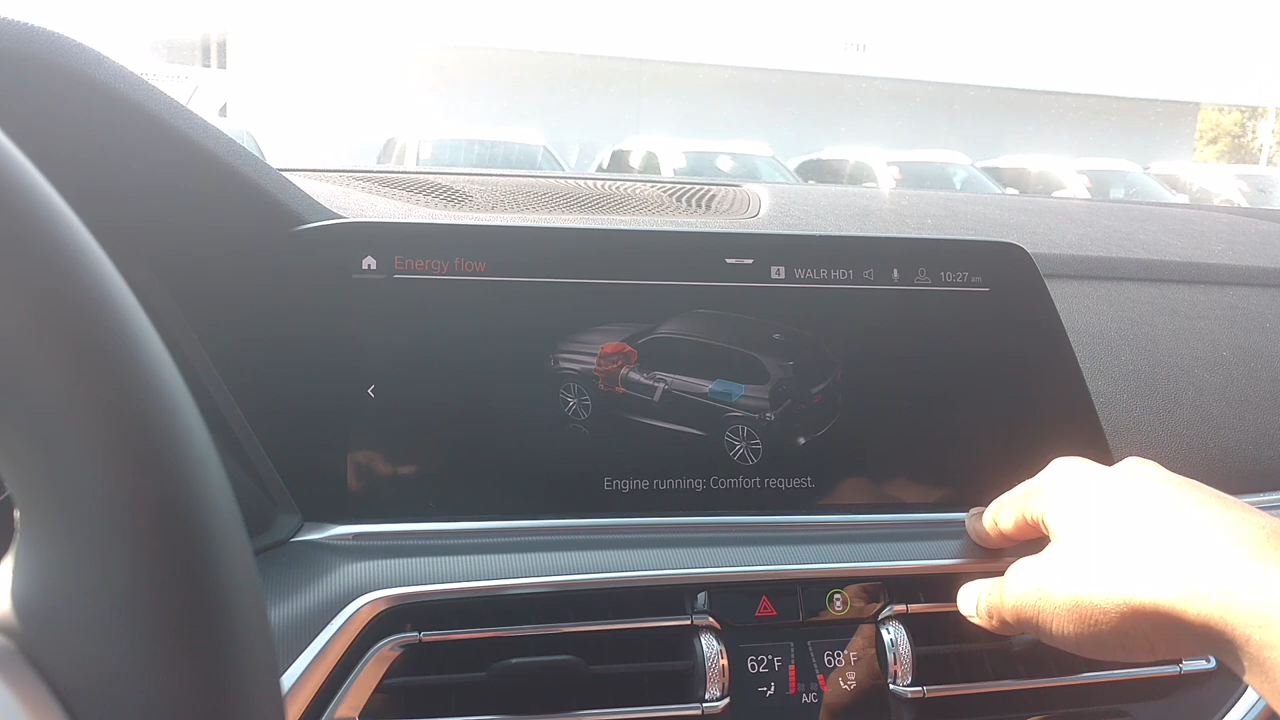 Energy flow
4 WALR HD1 10:27 am
Engine running: Comfort request.
62°F 68°F
A/C